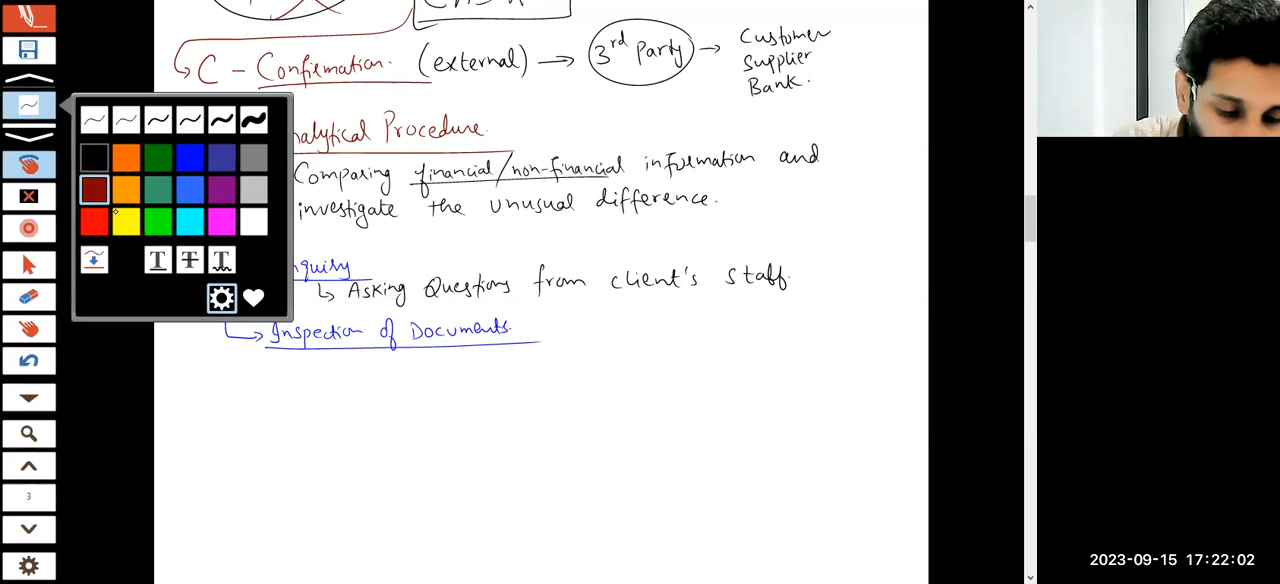 C - Confirmation. (external) → 3rd Party → Customer
Supplier
Bank.
nalytical Procedure.
Comparing financial/non-financial information and
investigate the unusual difference.
nquiry
↳ Asking Questions from client's staff.
↳ Inspection of Documents.
T T T
3
2023-09-15 17:22:02